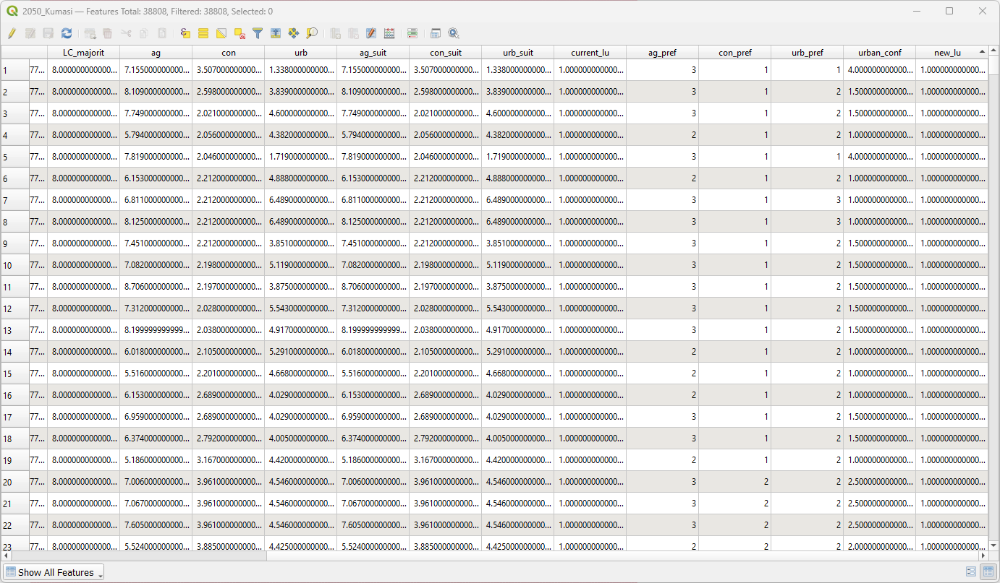 2050_Kumasi — Features Total: 38808, Filtered: 38808, Selected: 0
LC_majorit ag con urb ag_suit con_suit urb_suit current_lu ag_pref con_pref urb_pref urban_conf new_lu
1 77... 8.000000000000... 7.155000000000... 3.507000000000... 1.338000000000... 7.155000000000... 3.507000000000... 1.338000000000... 1.000000000000... 3 1 1 4.000000000000... 1.000000000000...
2 77... 8.000000000000... 8.109000000000... 2.598000000000... 3.839000000000... 8.109000000000... 2.598000000000... 3.839000000000... 1.000000000000... 3 1 2 1.500000000000... 1.000000000000...
3 77... 8.000000000000... 7.749000000000... 2.021000000000... 4.600000000000... 7.749000000000... 2.021000000000... 4.600000000000... 1.000000000000... 3 1 2 1.500000000000... 1.000000000000...
4 77... 8.000000000000... 5.794000000000... 2.056000000000... 4.382000000000... 5.794000000000... 2.056000000000... 4.382000000000... 1.000000000000... 2 1 2 1.000000000000... 1.000000000000...
5 77... 8.000000000000... 7.819000000000... 2.046000000000... 1.719000000000... 7.819000000000... 2.046000000000... 1.719000000000... 1.000000000000... 3 1 1 4.000000000000... 1.000000000000...
6 77... 8.000000000000... 6.153000000000... 2.212000000000... 4.888000000000... 6.153000000000... 2.212000000000... 4.888000000000... 1.000000000000... 2 1 2 1.000000000000... 1.000000000000...
7 77... 8.000000000000... 6.811000000000... 2.212000000000... 6.489000000000... 6.811000000000... 2.212000000000... 6.489000000000... 1.000000000000... 3 1 3 1.000000000000... 1.000000000000...
8 77... 8.000000000000... 8.125000000000... 2.212000000000... 6.489000000000... 8.125000000000... 2.212000000000... 6.489000000000... 1.000000000000... 3 1 3 1.000000000000... 1.000000000000...
9 77... 8.000000000000... 7.451000000000... 2.212000000000... 3.851000000000... 7.451000000000... 2.212000000000... 3.851000000000... 1.000000000000... 3 1 2 1.500000000000... 1.000000000000...
10 77... 8.000000000000... 7.082000000000... 2.198000000000... 5.119000000000... 7.082000000000... 2.198000000000... 5.119000000000... 1.000000000000... 3 1 2 1.500000000000... 1.000000000000...
11 77... 8.000000000000... 8.706000000000... 2.197000000000... 3.875000000000... 8.706000000000... 2.197000000000... 3.875000000000... 1.000000000000... 3 1 2 1.500000000000... 1.000000000000...
12 77... 8.000000000000... 7.312000000000... 2.028000000000... 5.543000000000... 7.312000000000... 2.028000000000... 5.543000000000... 1.000000000000... 3 1 2 1.500000000000... 1.000000000000...
13 77... 8.000000000000... 8.199999999999... 2.038000000000... 4.917000000000... 8.199999999999... 2.038000000000... 4.917000000000... 1.000000000000... 3 1 2 1.500000000000... 1.000000000000...
14 77... 8.000000000000... 6.018000000000... 2.105000000000... 5.291000000000... 6.018000000000... 2.105000000000... 5.291000000000... 1.000000000000... 2 1 2 1.000000000000... 1.000000000000...
15 77... 8.000000000000... 5.516000000000... 2.201000000000... 4.668000000000... 5.516000000000... 2.201000000000... 4.668000000000... 1.000000000000... 2 1 2 1.000000000000... 1.000000000000...
16 77... 8.000000000000... 6.153000000000... 2.689000000000... 4.029000000000... 6.153000000000... 2.689000000000... 4.029000000000... 1.000000000000... 2 1 2 1.000000000000... 1.000000000000...
17 77... 8.000000000000... 6.959000000000... 2.689000000000... 4.029000000000... 6.959000000000... 2.689000000000... 4.029000000000... 1.000000000000... 3 1 2 1.500000000000... 1.000000000000...
18 77... 8.000000000000... 6.374000000000... 2.792000000000... 4.005000000000... 6.374000000000... 2.792000000000... 4.005000000000... 1.000000000000... 3 1 2 1.500000000000... 1.000000000000...
19 77... 8.000000000000... 5.186000000000... 3.167000000000... 4.420000000000... 5.186000000000... 3.167000000000... 4.420000000000... 1.000000000000... 2 1 2 1.000000000000... 1.000000000000...
20 77... 8.000000000000... 7.006000000000... 3.961000000000... 4.546000000000... 7.006000000000... 3.961000000000... 4.546000000000... 1.000000000000... 3 2 2 2.500000000000... 1.000000000000...
21 77... 8.000000000000... 7.067000000000... 3.961000000000... 4.546000000000... 7.067000000000... 3.961000000000... 4.546000000000... 1.000000000000... 3 2 2 2.500000000000... 1.000000000000...
22 77... 8.000000000000... 7.605000000000... 3.961000000000... 4.546000000000... 7.605000000000... 3.961000000000... 4.546000000000... 1.000000000000... 3 2 2 2.500000000000... 1.000000000000...
23 77... 8.000000000000... 5.524000000000... 3.885000000000... 4.425000000000... 5.524000000000... 3.885000000000... 4.425000000000... 1.000000000000... 2 2 2 2.000000000000... 1.000000000000...
Show All Features